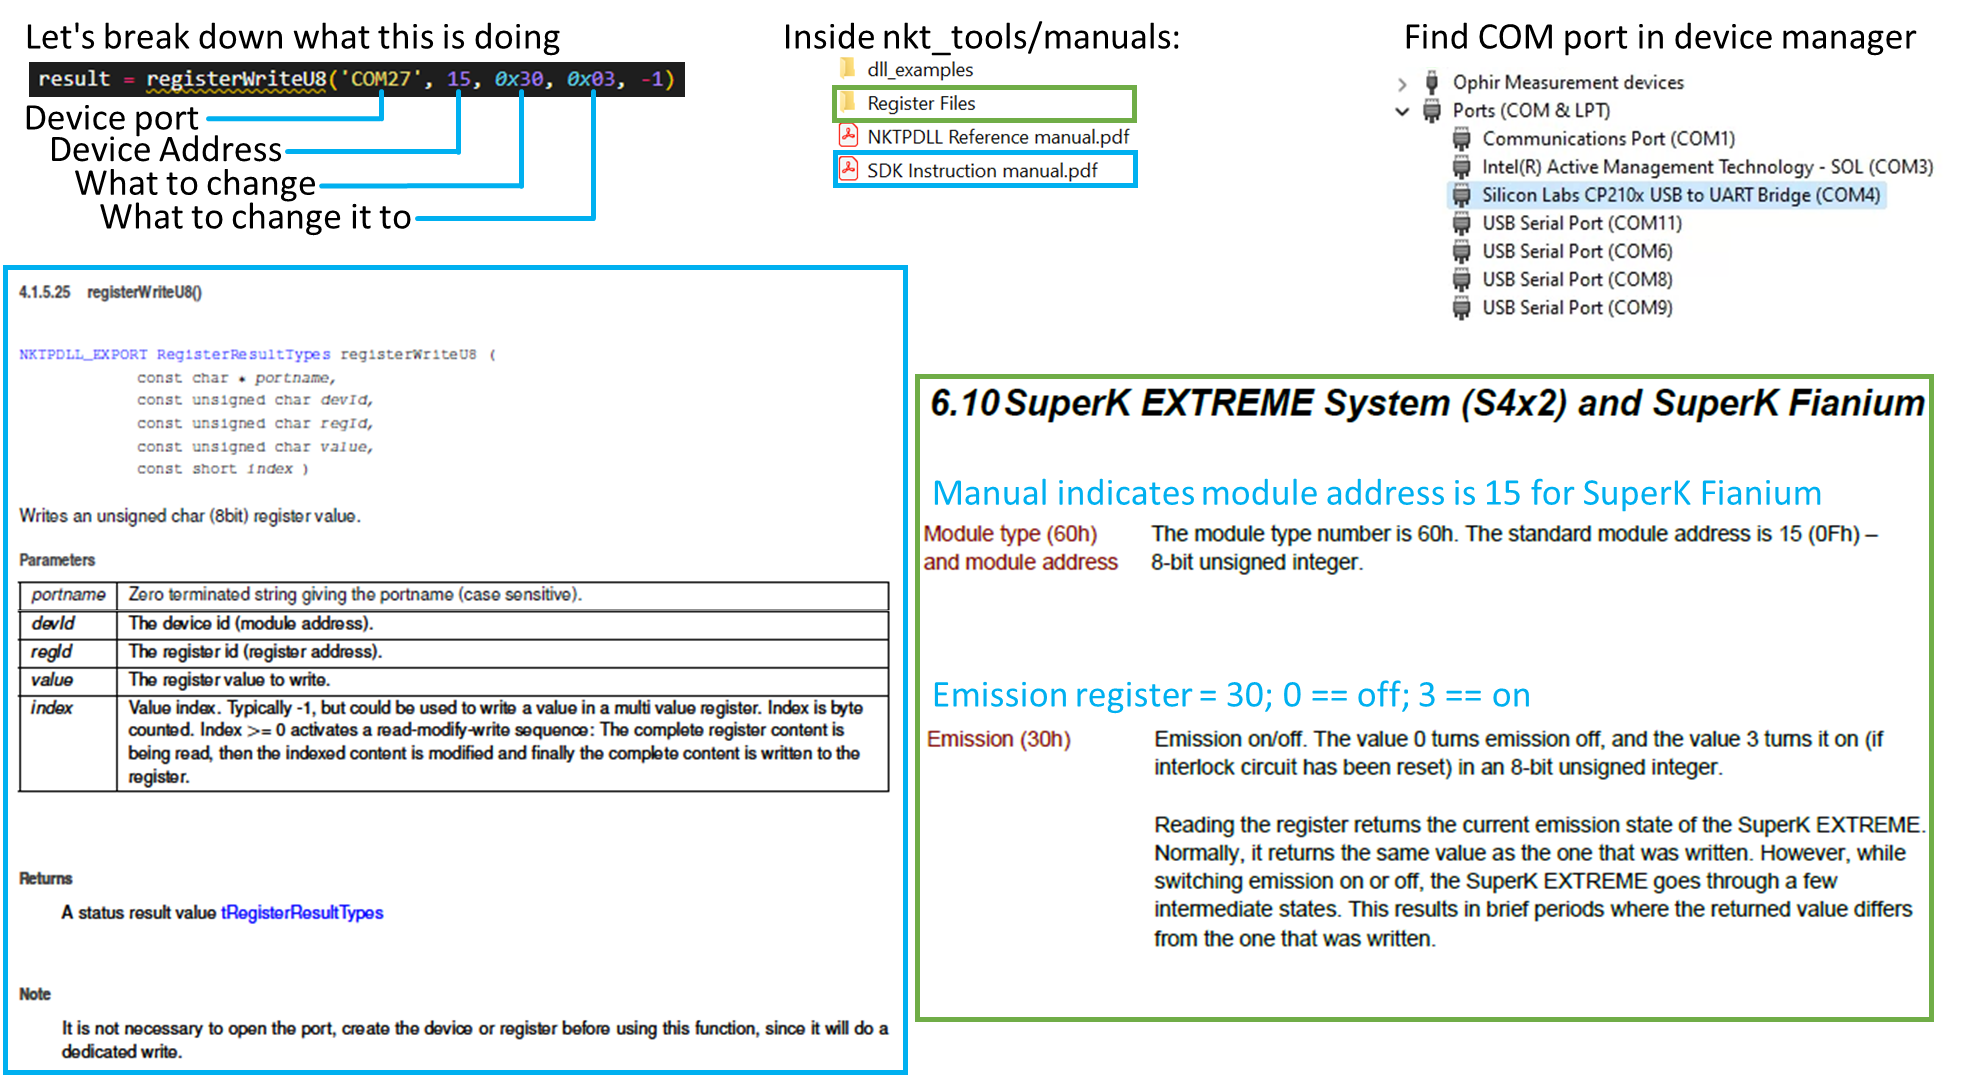 Let's break down what this is doing
result = registerWriteU8('COM27', 15, 0x30, 0x03, -1)
Device port
Device Address
What to change
What to change it to
Inside nkt_tools/manuals:
dll_examples
Register Files
NKTPDLL Reference manual.pdf
SDK Instruction manual.pdf
Find COM port in device manager
Ophir Measurement devices
Ports (COM & LPT)
Communications Port (COM1)
Intel(R) Active Management Technology - SOL (COM3)
Silicon Labs CP210x USB to UART Bridge (COM4)
USB Serial Port (COM11)
USB Serial Port (COM6)
USB Serial Port (COM8)
USB Serial Port (COM9)
4.1.5.25 registerWriteU8()
NKTPDLL_EXPORT RegisterResultTypes registerWriteU8 (
const char * portname,
const unsigned char devId,
const unsigned char regId,
const unsigned char value,
const short index )
Writes an unsigned char (8bit) register value.
Parameters
portname Zero terminated string giving the portname (case sensitive).
devId The device id (module address).
regId The register id (register address).
value The register value to write.
index Value index. Typically -1, but could be used to write a value in a multi value register. Index is byte
counted. Index >= 0 activates a read-modify-write sequence: The complete register content is
being read, then the indexed content is modified and finally the complete content is written to the
register.
Returns
A status result value tRegisterResultTypes
Note
It is not necessary to open the port, create the device or register before using this function, since it will do a
dedicated write.
6.10 SuperK EXTREME System (S4x2) and SuperK Fianium
Manual indicates module address is 15 for SuperK Fianium
Module type (60h) The module type number is 60h. The standard module address is 15 (0Fh) –
and module address 8-bit unsigned integer.
Emission register = 30; 0 == off; 3 == on
Emission (30h) Emission on/off. The value 0 turns emission off, and the value 3 turns it on (if
interlock circuit has been reset) in an 8-bit unsigned integer.
Reading the register returns the current emission state of the SuperK EXTREME.
Normally, it returns the same value as the one that was written. However, while
switching emission on or off, the SuperK EXTREME goes through a few
intermediate states. This results in brief periods where the returned value differs
from the one that was written.